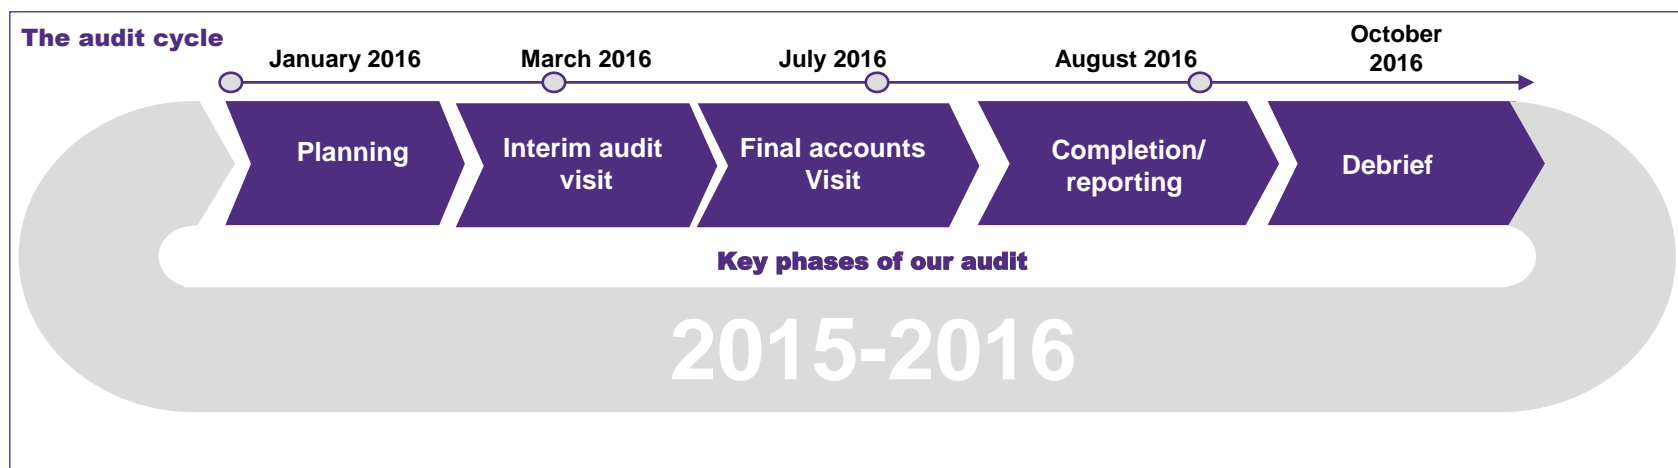 The audit cycle
January 2016
March 2016
July 2016
August 2016
October
2016
Planning
Interim audit
visit
Final accounts
Visit
Completion/
reporting
Debrief
Key phases of our audit
2015-2016